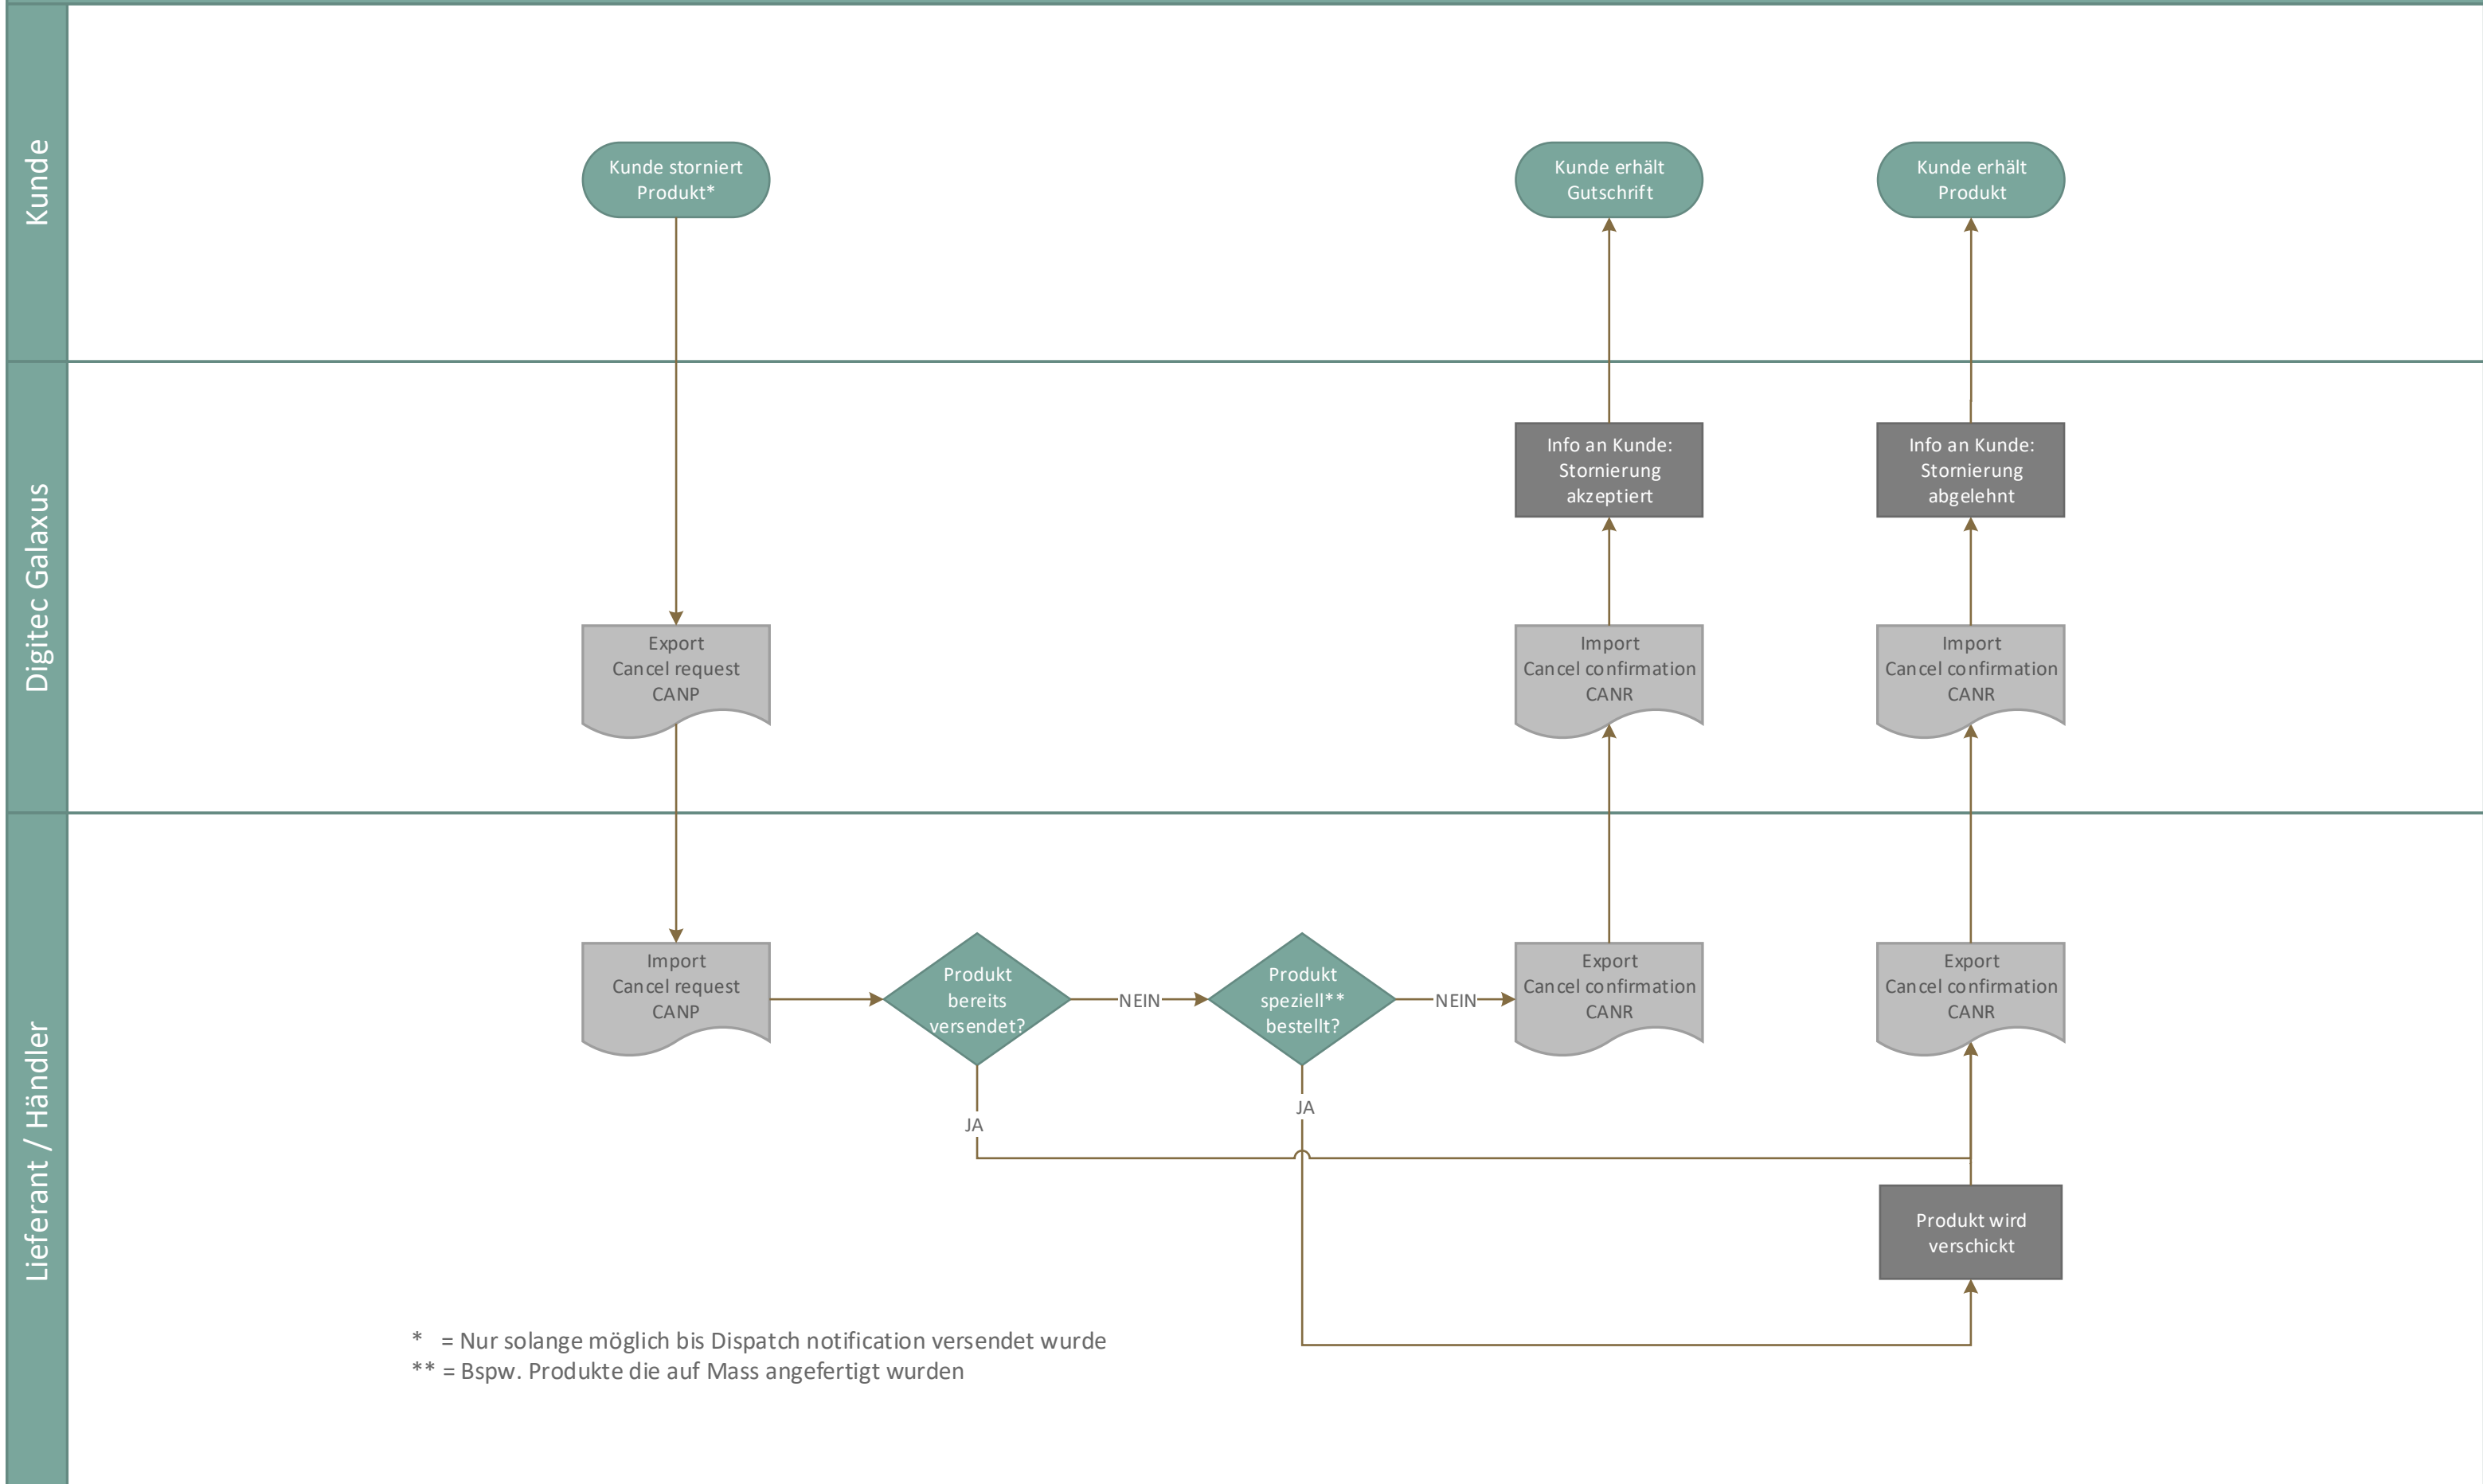 Kunde
Kunde storniert
Produkt*
Kunde erhält
Gutschrift
Kunde erhält
Produkt
Digitec Galaxus
Info an Kunde:
Stornierung
akzeptiert
Info an Kunde:
Stornierung
abgelehnt
Export
Cancel request
CANP
Import
Cancel confirmation
CANR
Import
Cancel confirmation
CANR
Lieferant / Händler
Import
Cancel request
CANP
Produkt
bereits
versendet?
NEIN
Produkt
speziell**
bestellt?
NEIN
Export
Cancel confirmation
CANR
Export
Cancel confirmation
CANR
JA
JA
Produkt wird
verschickt
* = Nur solange möglich bis Dispatch notification versendet wurde
** = Bspw. Produkte die auf Mass angefertigt wurden